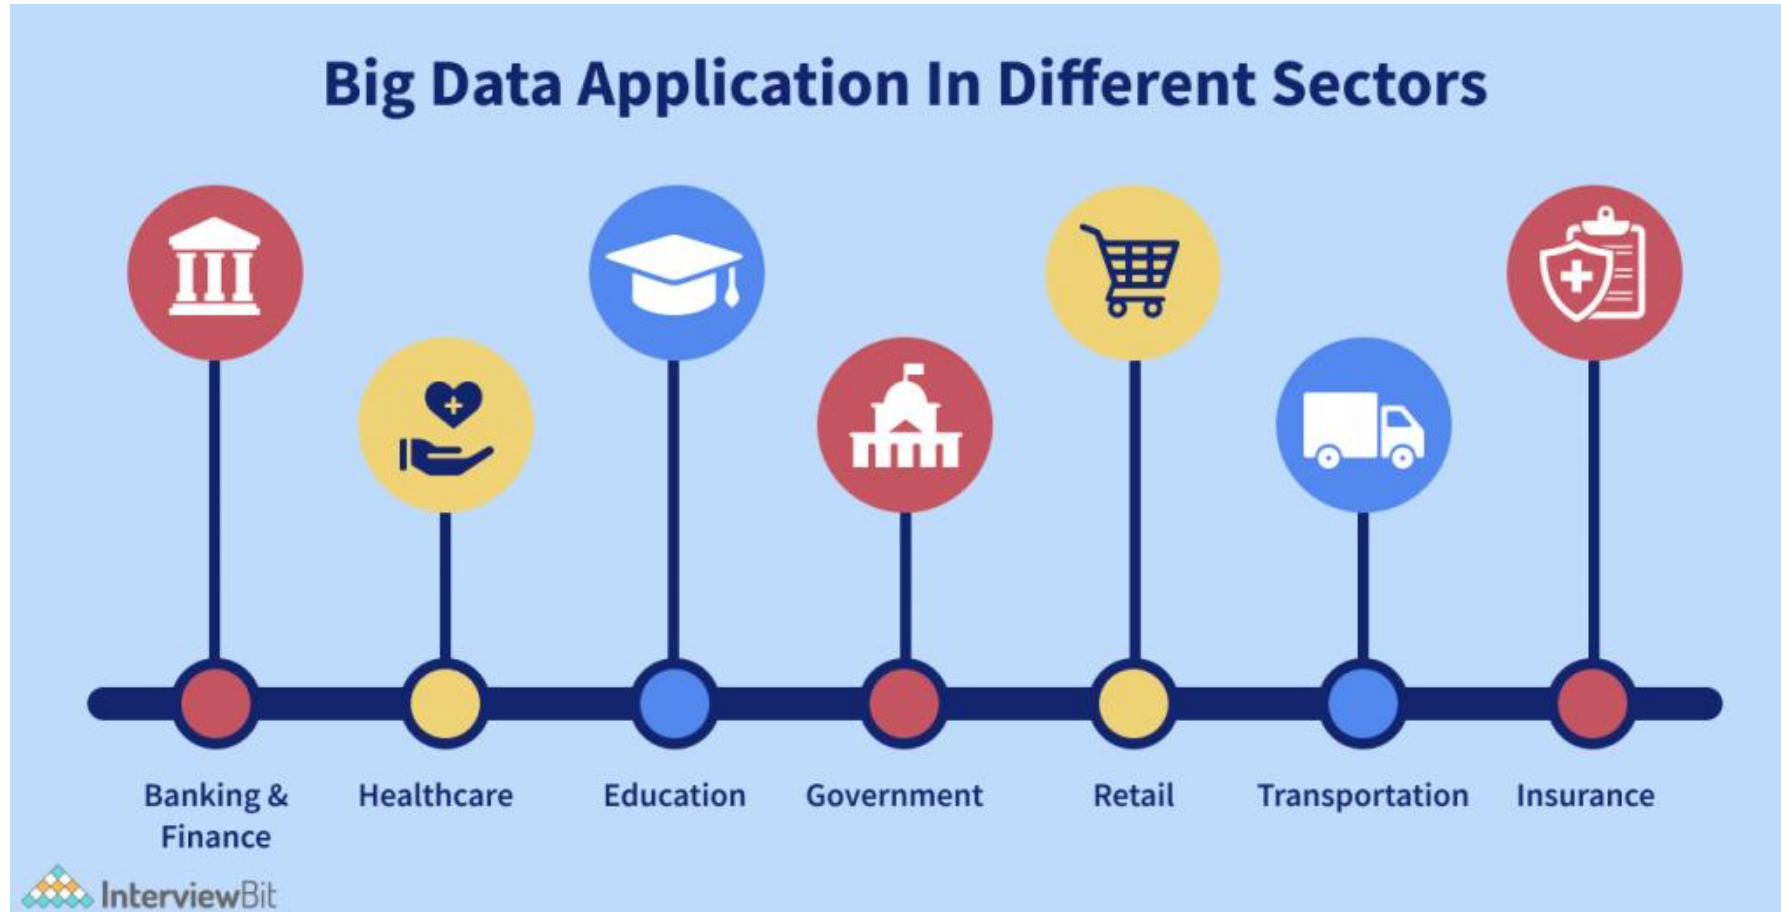 Big Data Application In Different Sectors
Banking &
Finance
Healthcare
Education
Government
Retail
Transportation
Insurance
InterviewBit